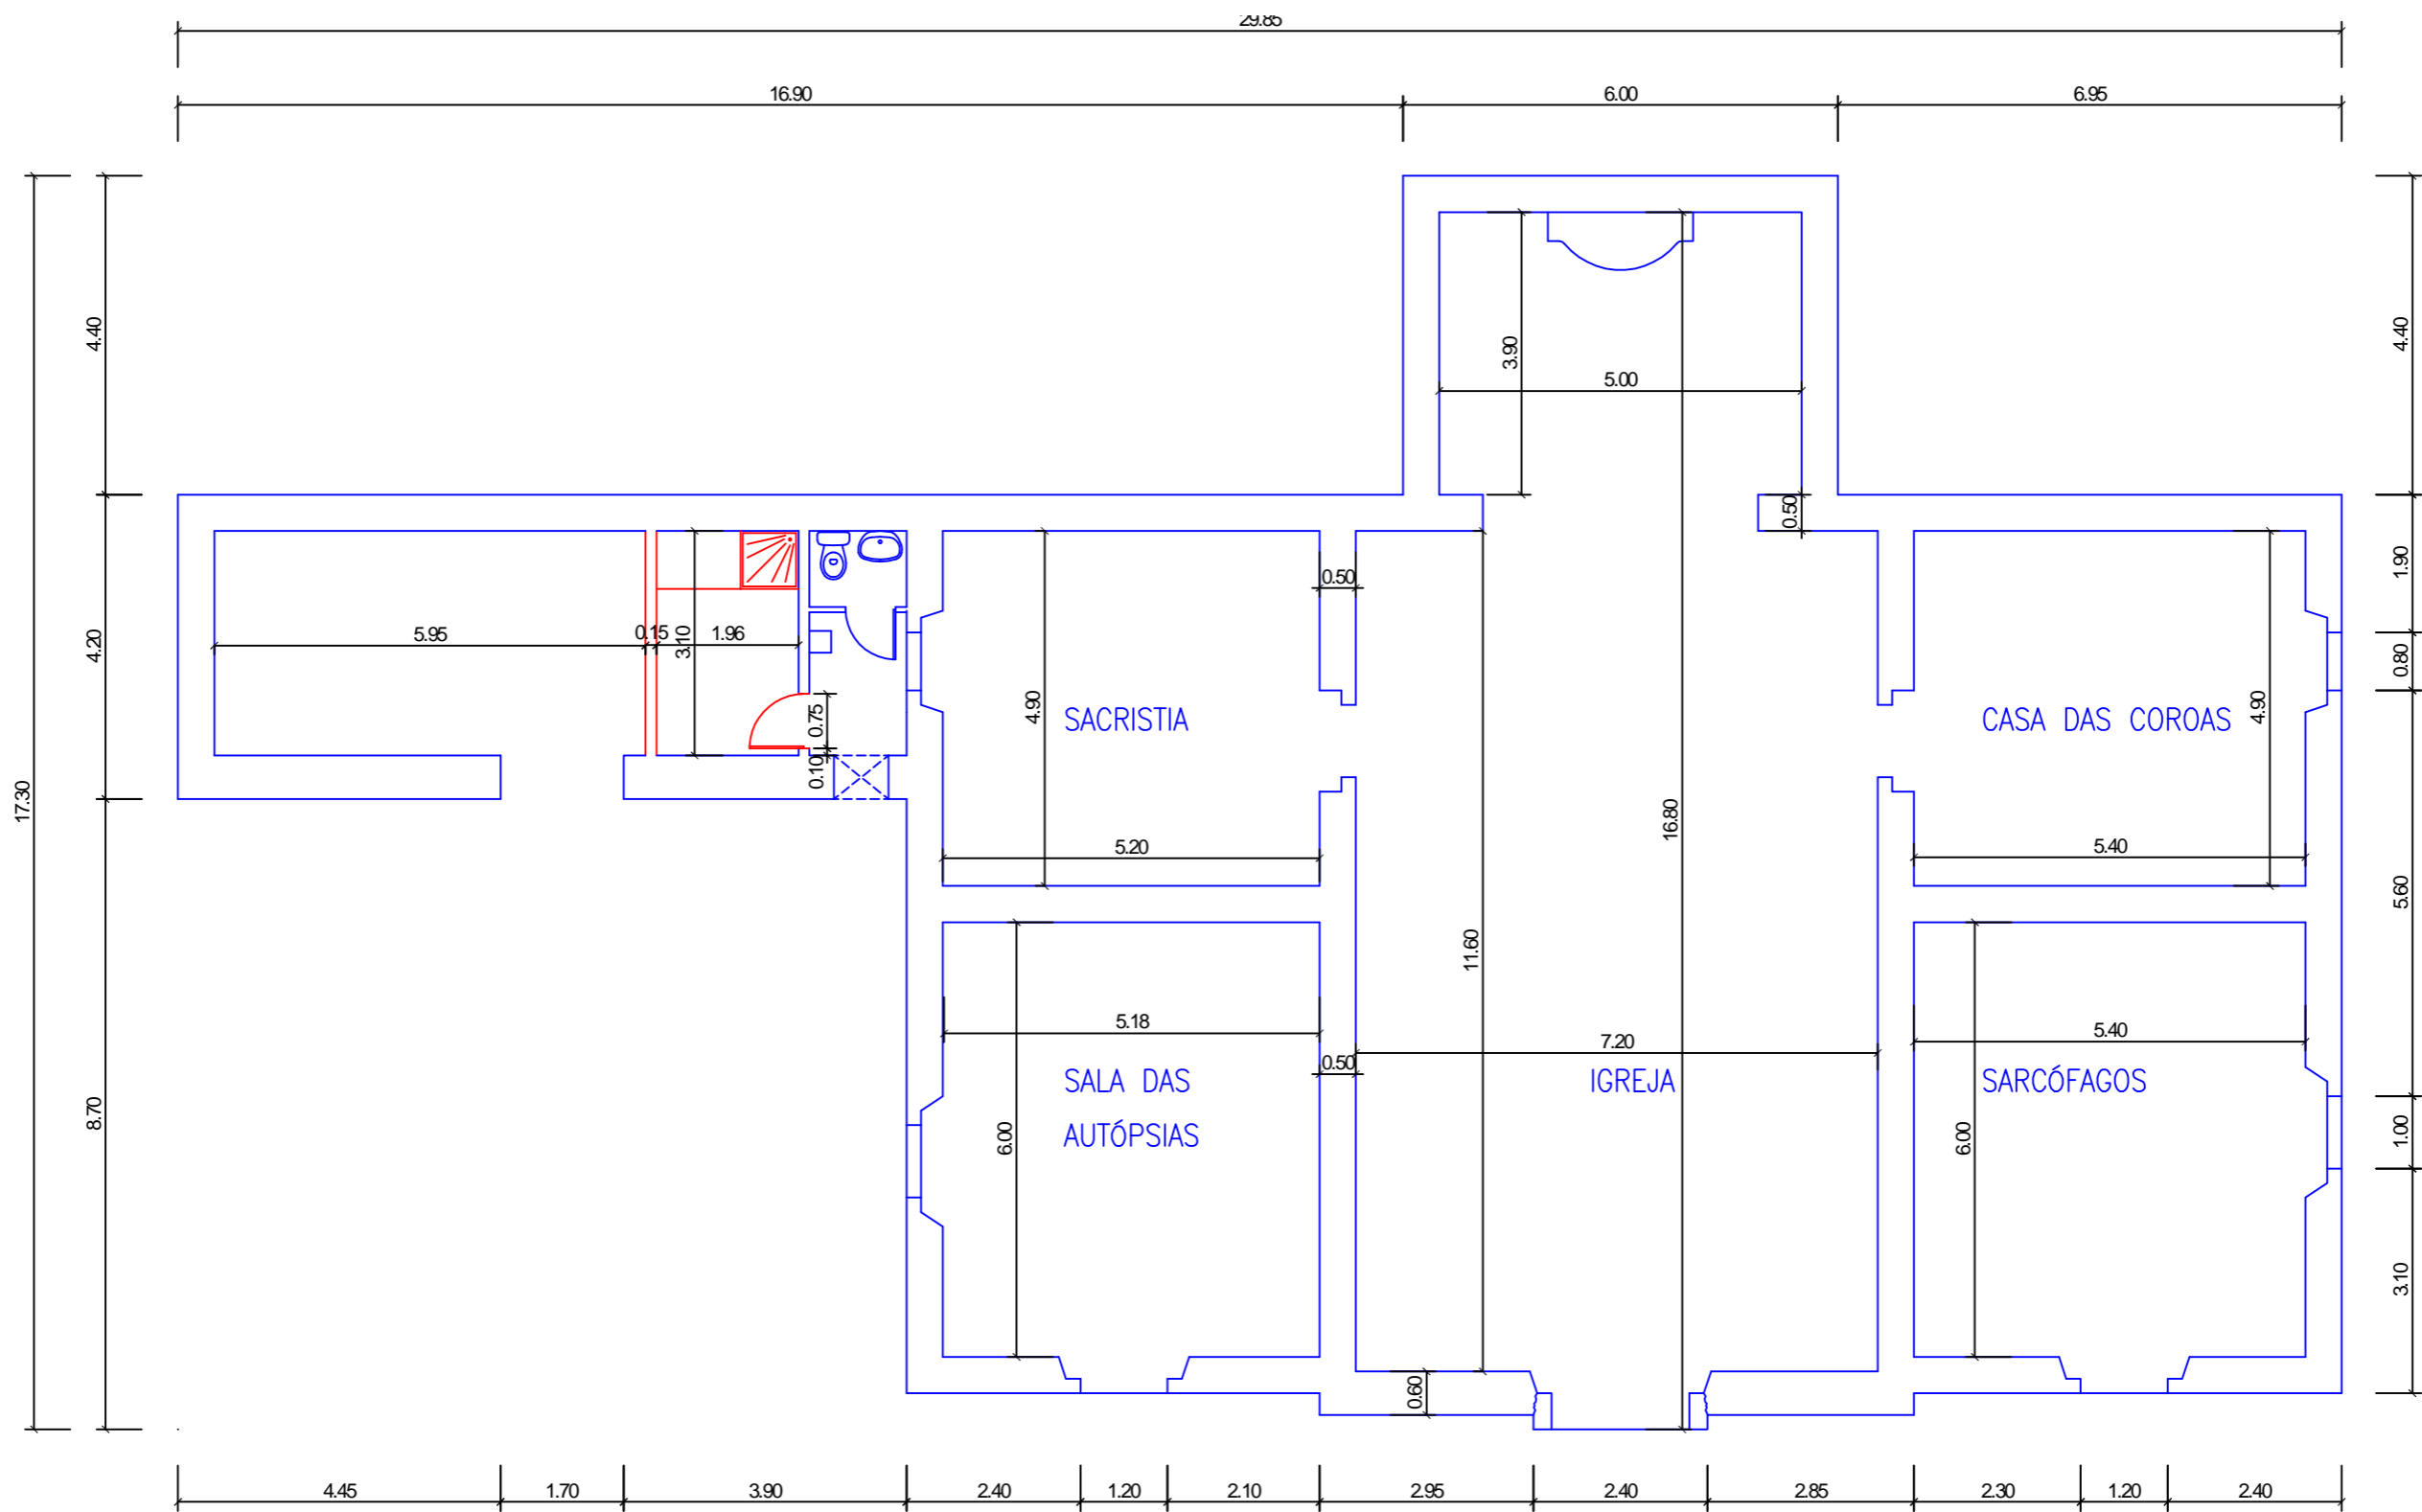 29.85
16.90 6.00 6.95
4.40 3.90 5.00 4.40
0.50
1.90
0.50
5.95 0.15 1.96 3.10 4.20 0.80
0.75 4.90 SACRISTIA CASA DAS COROAS 4.90
0.10
17.30 16.80
5.20 5.40
5.60
11.60
5.18 7.20 5.40
0.50
SALA DAS IGREJA SARCÓFAGOS
AUTÓPSIAS
8.70 6.00 6.00 1.00
3.10
0.60
4.45 1.70 3.90 2.40 1.20 2.10 2.95 2.40 2.85 2.30 1.20 2.40